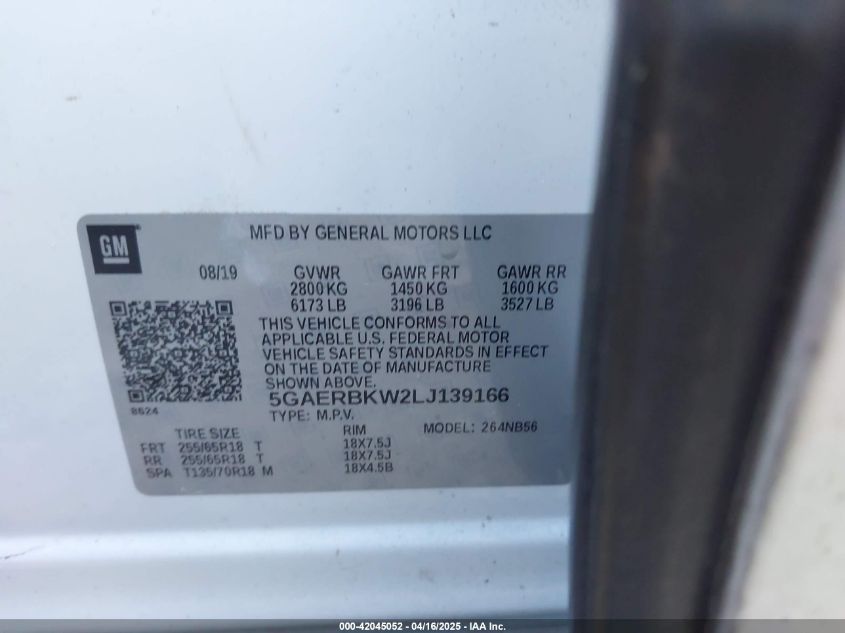 GM
MFD BY GENERAL MOTORS LLC
08/19 GVWR GAWR FRT GAWR RR
2800 KG 1450 KG 1600 KG
6173 LB 3196 LB 3527 LB
THIS VEHICLE CONFORMS TO ALL
APPLICABLE U.S. FEDERAL MOTOR
VEHICLE SAFETY STANDARDS IN EFFECT
ON THE DATE OF MANUFACTURE
SHOWN ABOVE.
5GAERBKW2LJ139166
8624
TYPE: M.P.V.
TIRE SIZE RIM MODEL: 264NB56
FRT 255/65R18 T 18X7.5J
RR 255/65R18 T 18X7.5J
SPA T135/70R18 M 18X4.5B
000-42045052 - 04/16/2025 - IAA Inc.